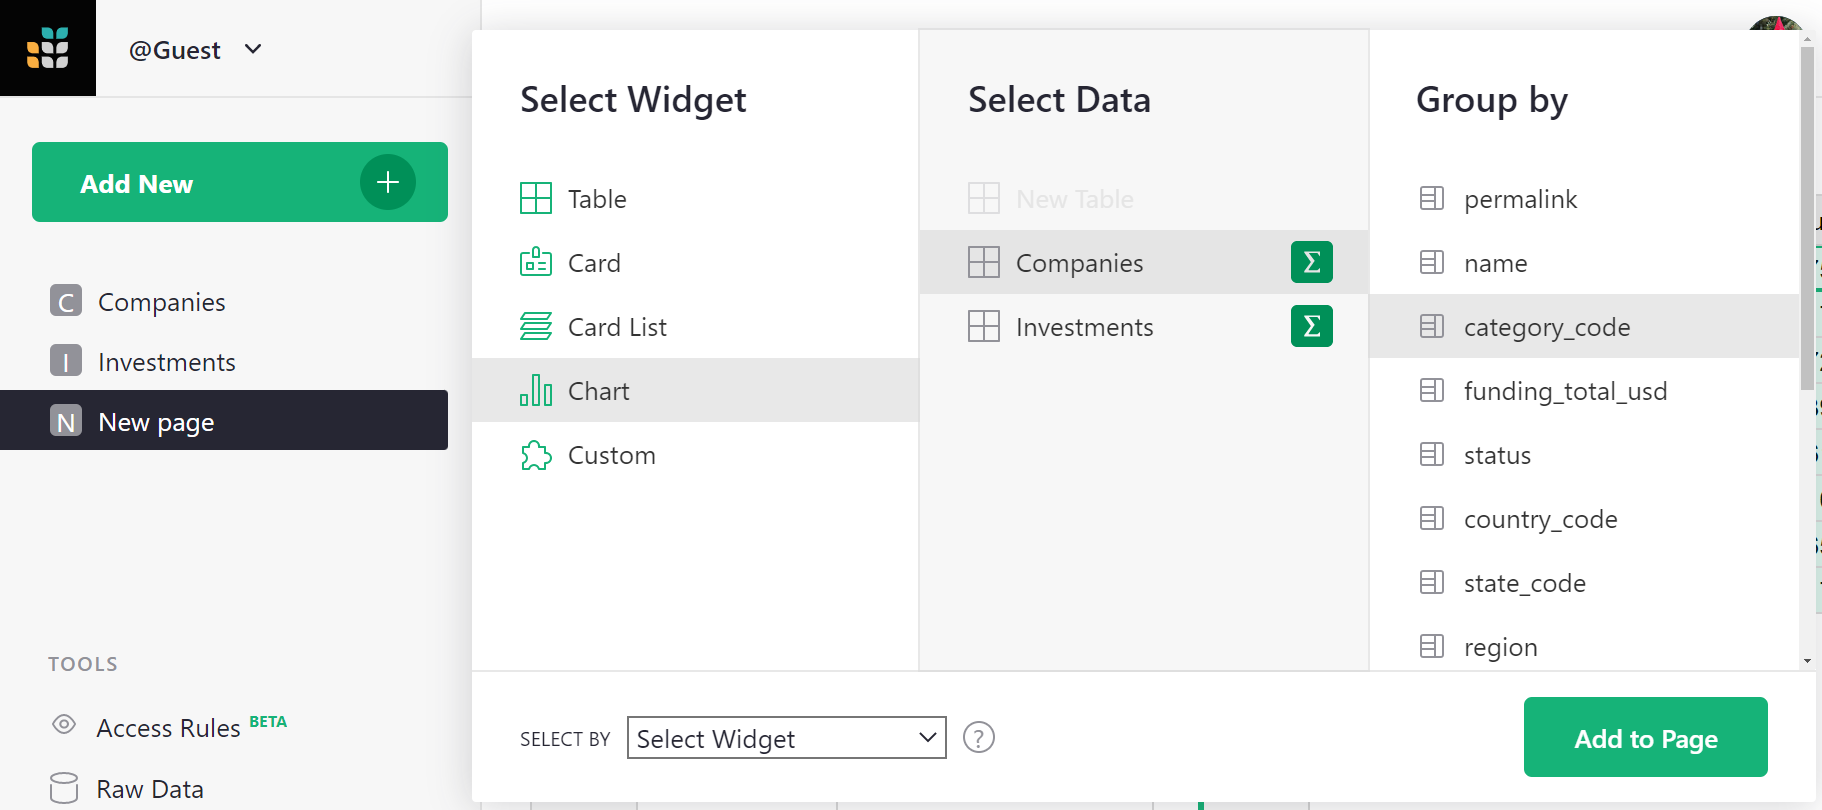 @Guest
Add New
C Companies
I Investments
N New page
TOOLS
Access Rules BETA
Raw Data
Select Widget
Table
Card
Card List
Chart
Custom
Select Data
New Table
Companies Σ
Investments Σ
Group by
permalink
name
category_code
funding_total_usd
status
country_code
state_code
region
SELECT BY Select Widget ?
Add to Page